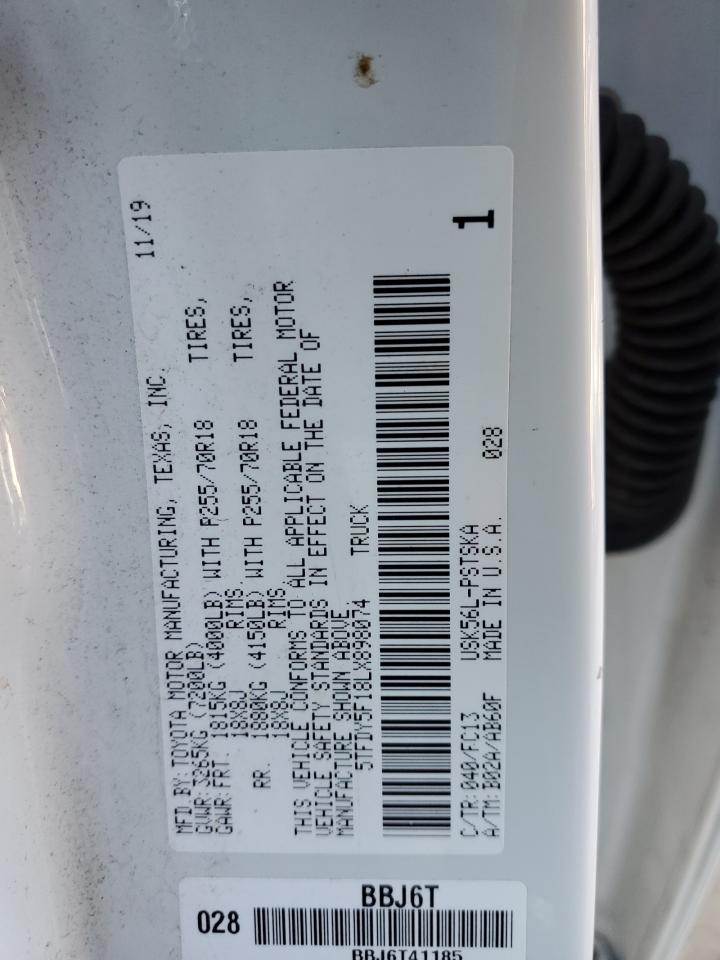 MFD.BY:TOYOTA MOTOR MANUFACTURING, TEXAS, INC. 11/19
GVWR: 3265KG (7200LB)
GAWR:FRT. 1815KG (4000LB) WITH P255/70R18 TIRES,
18X8J RIMS
RR. 1880KG (4150LB) WITH P255/70R18 TIRES,
18X8J RIMS
THIS VEHICLE CONFORMS TO ALL APPLICABLE FEDERAL MOTOR
VEHICLE SAFETY STANDARDS IN EFFECT ON THE DATE OF
MANUFACTURE SHOWN ABOVE.
5TFDY5F18LX898074 TRUCK
C/TR:040/FC13 USK56L-PSTSKA 028
A/TM:B02A/AB60F MADE IN U.S.A.
1
BBJ6T
028
BBJ6T41185